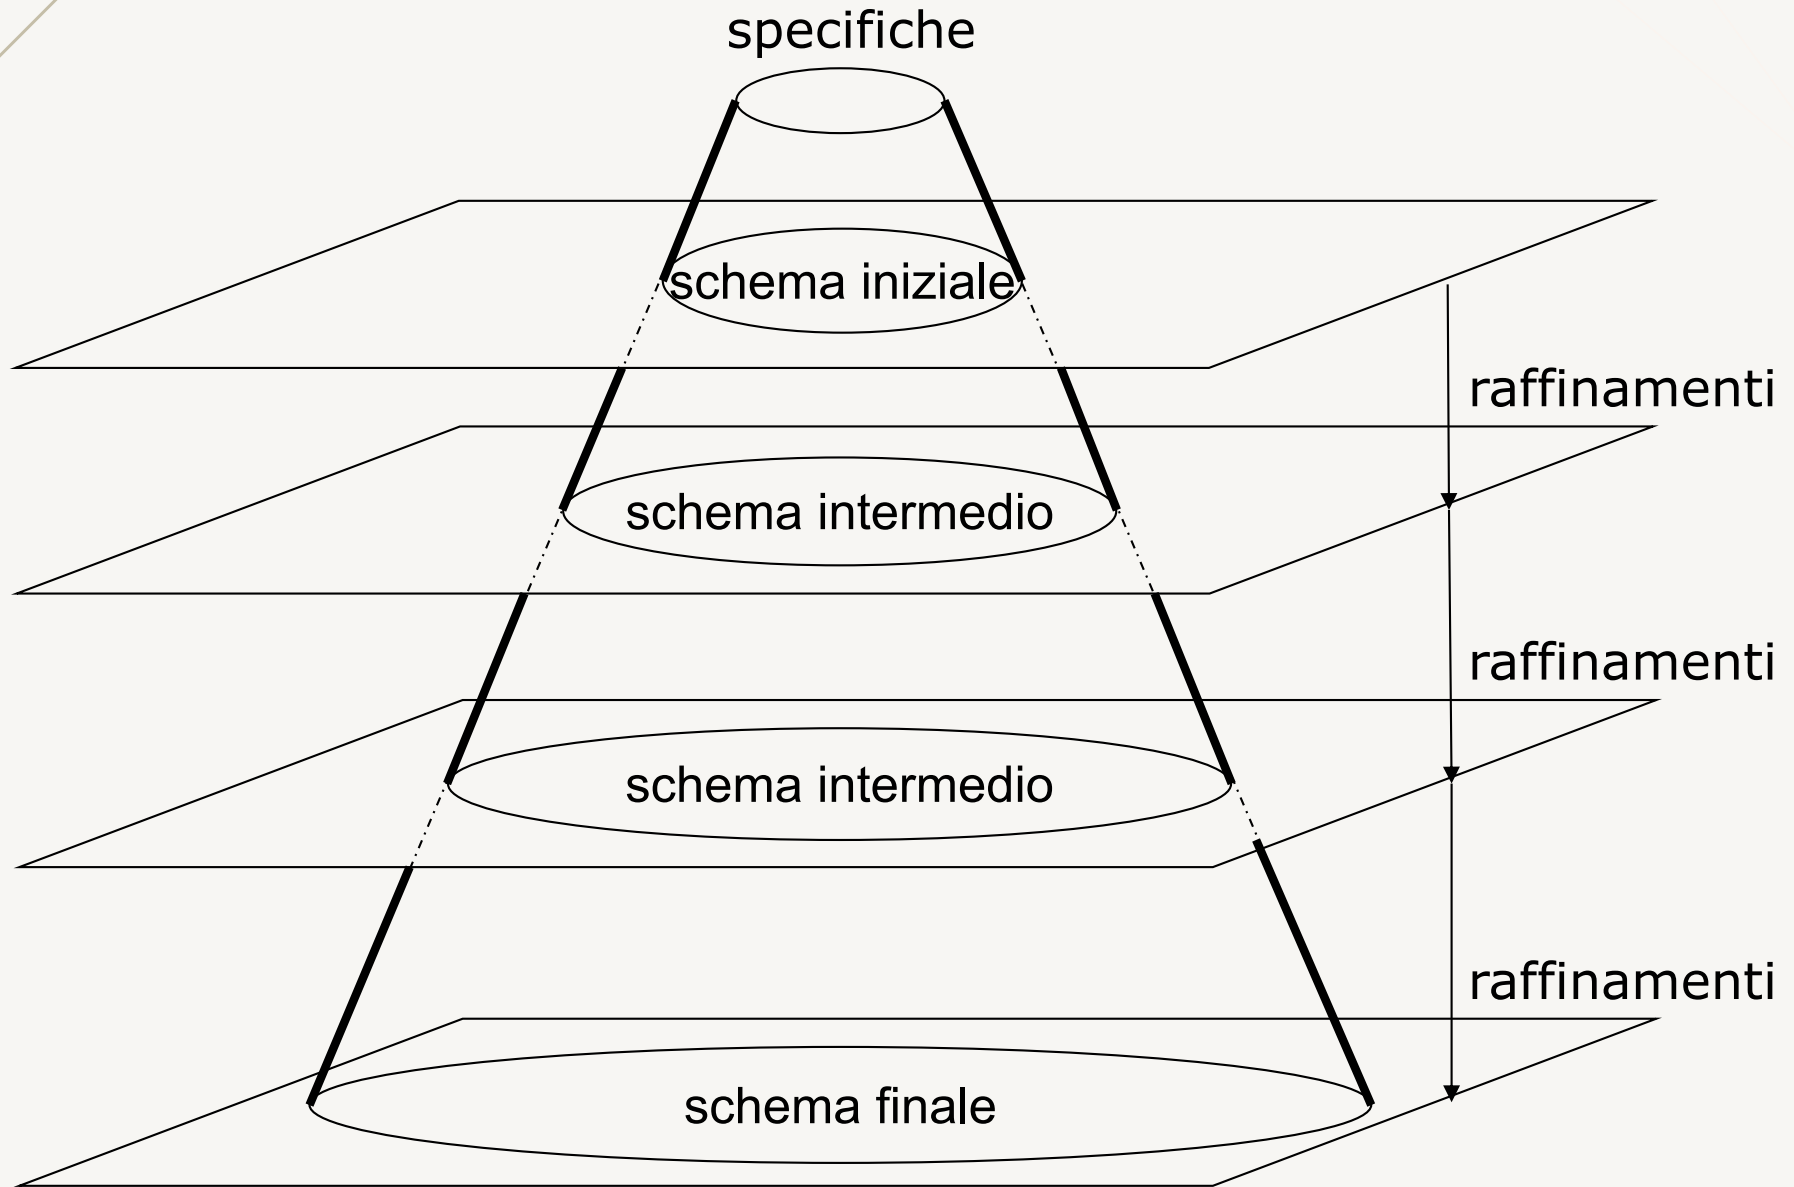 specifiche
schema iniziale
raffinamenti
schema intermedio
raffinamenti
schema intermedio
raffinamenti
schema finale